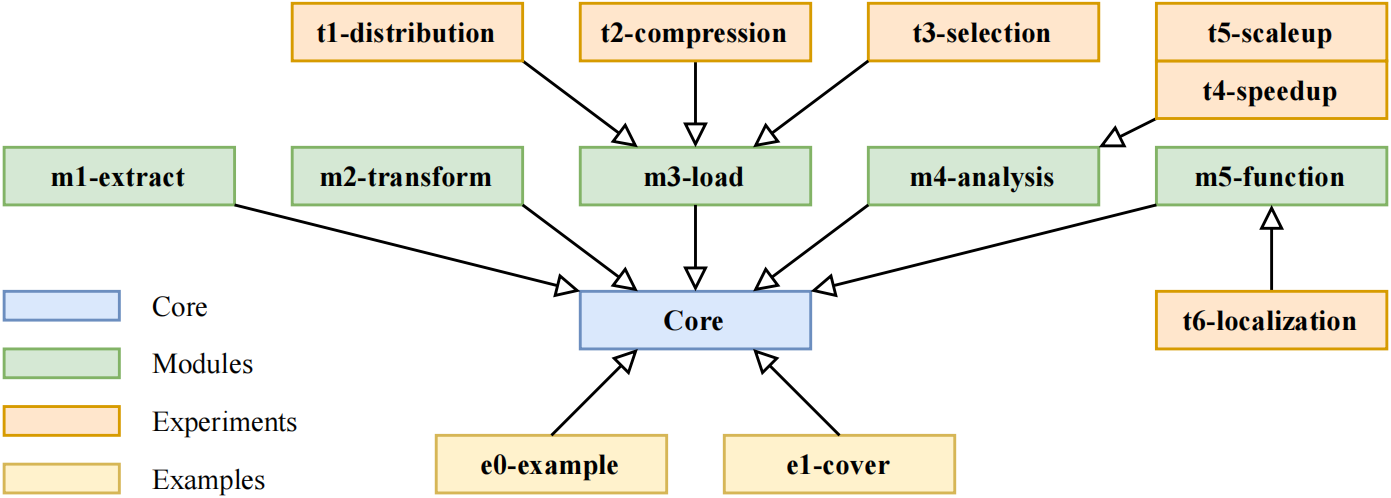 t1-distribution
t2-compression
t3-selection
t5-scaleup
t4-speedup
m1-extract
m2-transform
m3-load
m4-analysis
m5-function
Core
t6-localization
Core
Modules
Experiments
Examples
e0-example
e1-cover